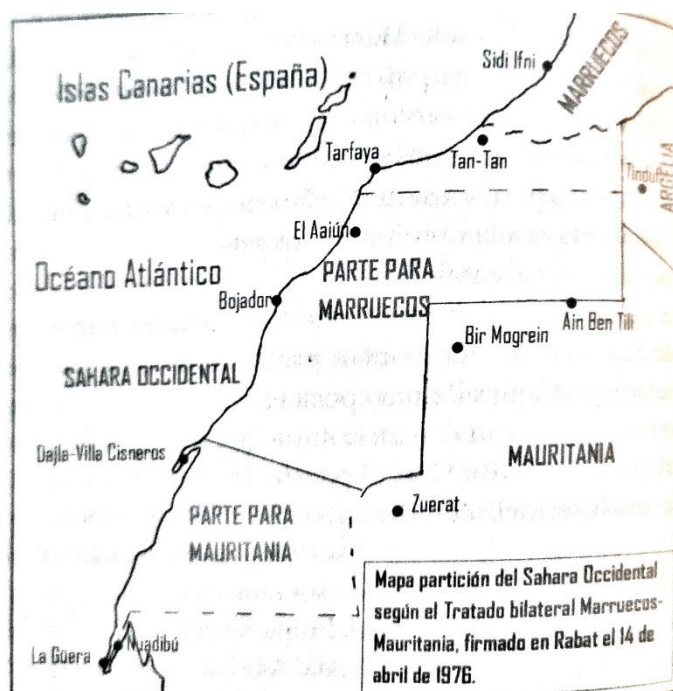 Islas Canarias (España)
Sidi Ifni
MARRUECOS
Tarfaya
Tan-Tan
Tinduf
ARGELIA
El Aaiún
Océano Atlántico
PARTE PARA
MARRUECOS
Bojador
Ain Ben Tili
Bir Mogrein
SAHARA OCCIDENTAL
Dajla-Villa Cisneros
MAURITANIA
Zuerat
PARTE PARA
MAURITANIA
Mapa partición del Sahara Occidental
según el Tratado bilateral Marruecos-
Mauritania, firmado en Rabat el 14 de
abril de 1976.
Nuadibú
La Güera